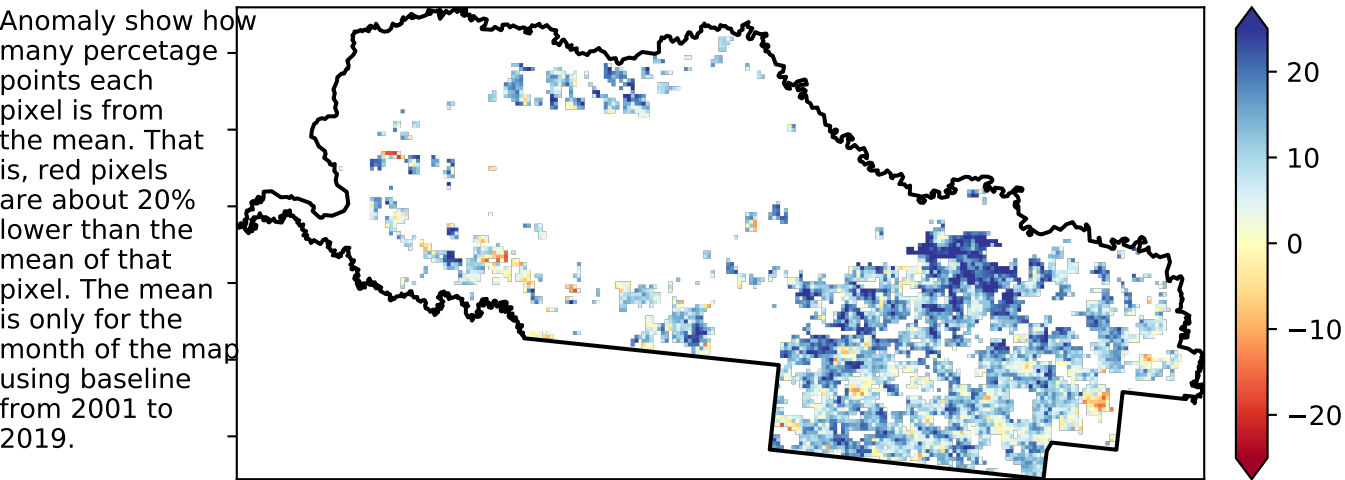 Anomaly show how
many percetage
points each
pixel is from
the mean. That
is, red pixels
are about 20%
lower than the
mean of that
pixel. The mean
is only for the
month of the map
using baseline
from 2001 to
2019.
20
10
0
−10
−20